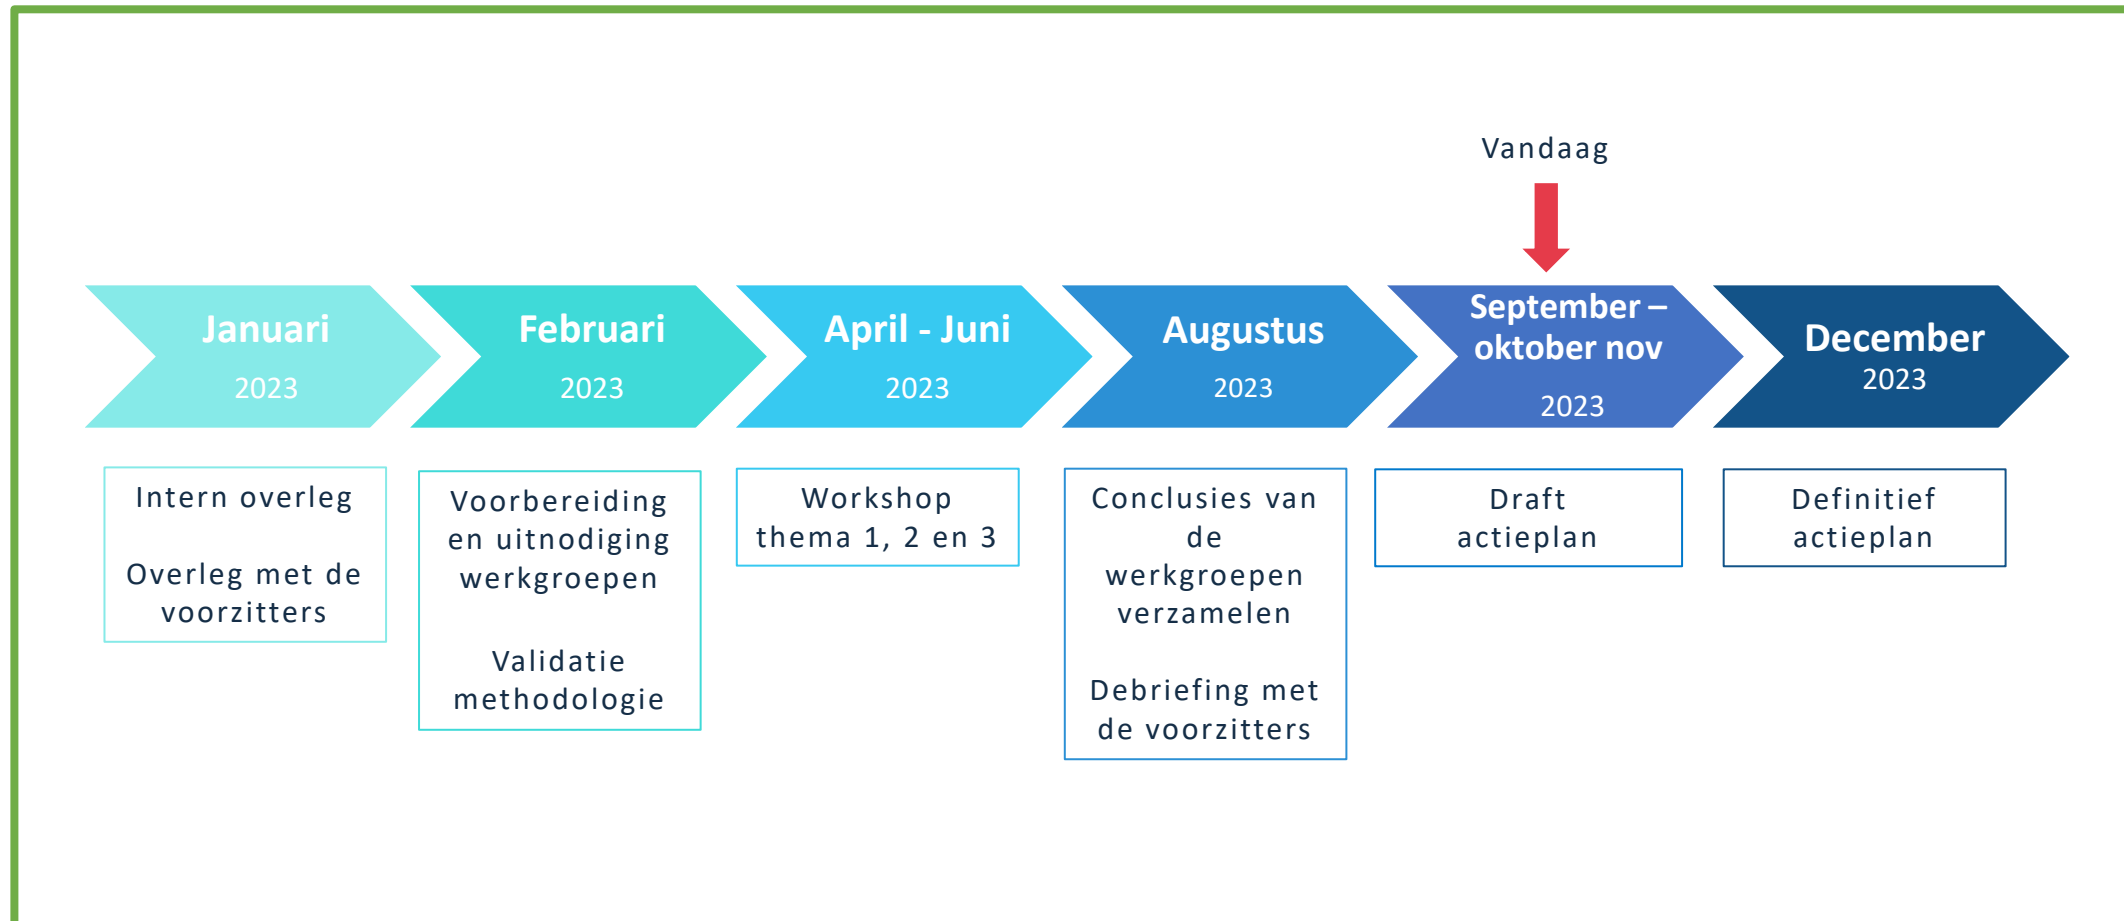 Vandaag
Januari
2023
Februari
2023
April - Juni
2023
Augustus
2023
September –
oktober nov
2023
December
2023
Intern overleg
Overleg met de
voorzitters
Voorbereiding
en uitnodiging
werkgroepen
Validatie
methodologie
Workshop
thema 1, 2 en 3
Conclusies van
de
werkgroepen
verzamelen
Debriefing met
de voorzitters
Draft
actieplan
Definitief
actieplan